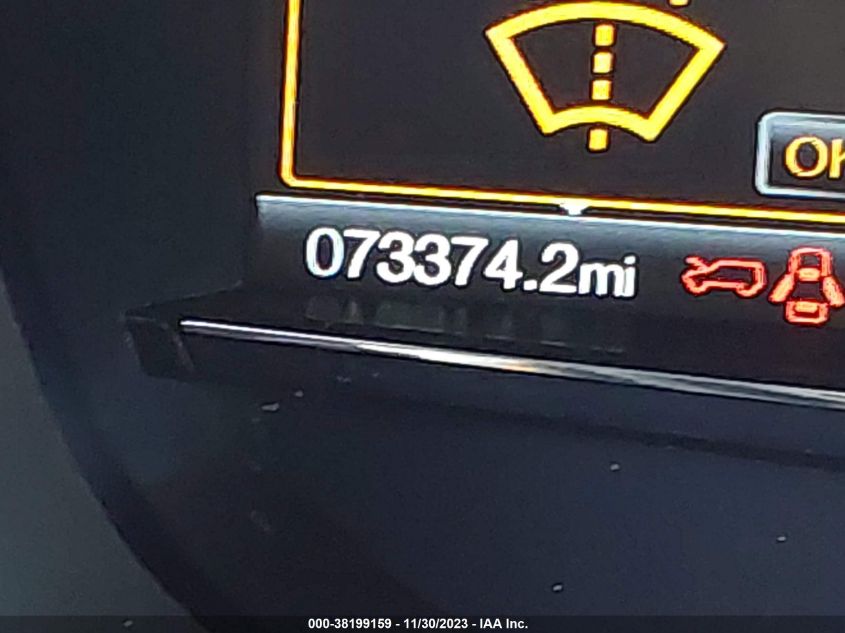 OK
073374.2mi
000-38199159 - 11/30/2023 - IAA Inc.